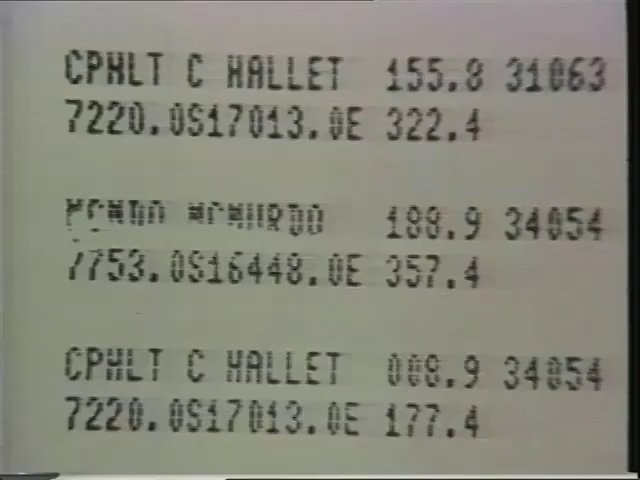 CPHLT C HALLET 155.8 31063
7220.0S17013.0E 322.4
MCMDO MCMURDO 188.9 34054
7753.0S16448.0E 357.4
CPHLT C HALLET 008.9 34054
7220.0S17013.0E 177.4